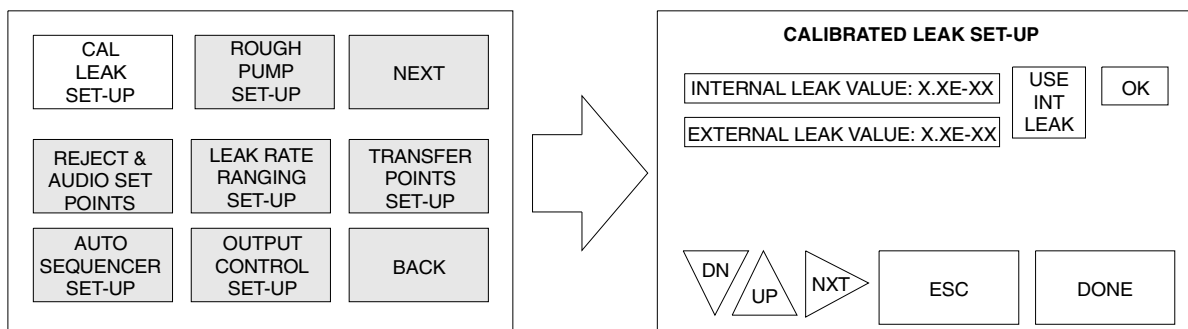 CAL
LEAK
SET-UP
ROUGH
PUMP
SET-UP
NEXT
REJECT &
AUDIO SET
POINTS
LEAK RATE
RANGING
SET-UP
TRANSFER
POINTS
SET-UP
AUTO
SEQUENCER
SET-UP
OUTPUT
CONTROL
SET-UP
BACK
CALIBRATED LEAK SET-UP
INTERNAL LEAK VALUE: X.XE-XX
EXTERNAL LEAK VALUE: X.XE-XX
USE
INT
LEAK
OK
DN
UP
NXT
ESC
DONE